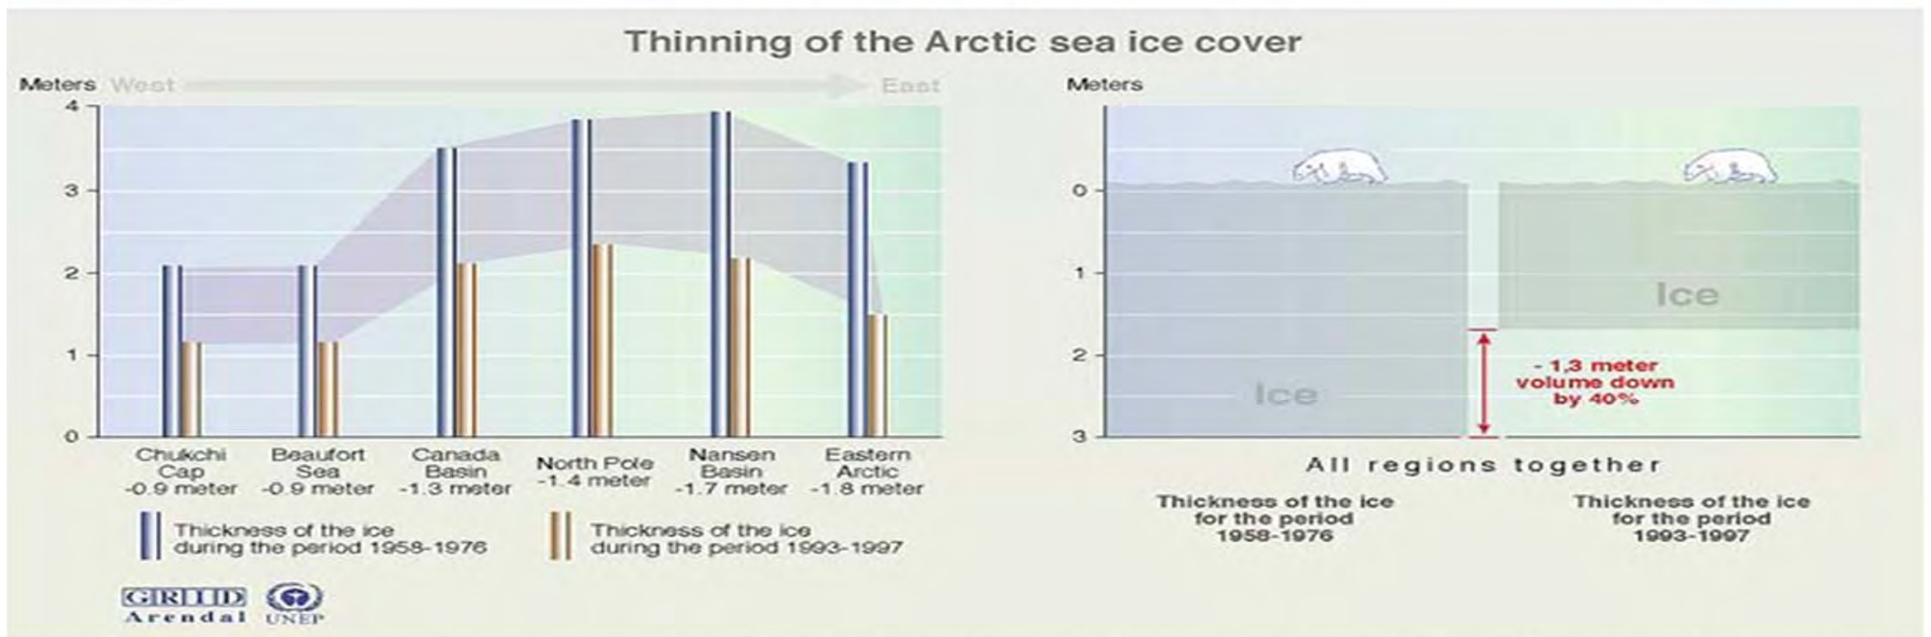 Thinning of the Arctic sea ice cover
Meters West East
4
3
2
1
0
Chukchi
Cap
-0.9 meter
Beaufort
Sea
-0.9 meter
Canada
Basin
-1.3 meter
North Pole
-1.4 meter
Nansen
Basin
-1.7 meter
Eastern
Arctic
-1.8 meter
Thickness of the ice
during the period 1958-1976
Thickness of the ice
during the period 1993-1997
GRID
Arendal
UNEP
Meters
0
1
2
3
Ice
Ice
- 1,3 meter
volume down
by 40%
All regions together
Thickness of the ice
for the period
1958-1976
Thickness of the ice
for the period
1993-1997